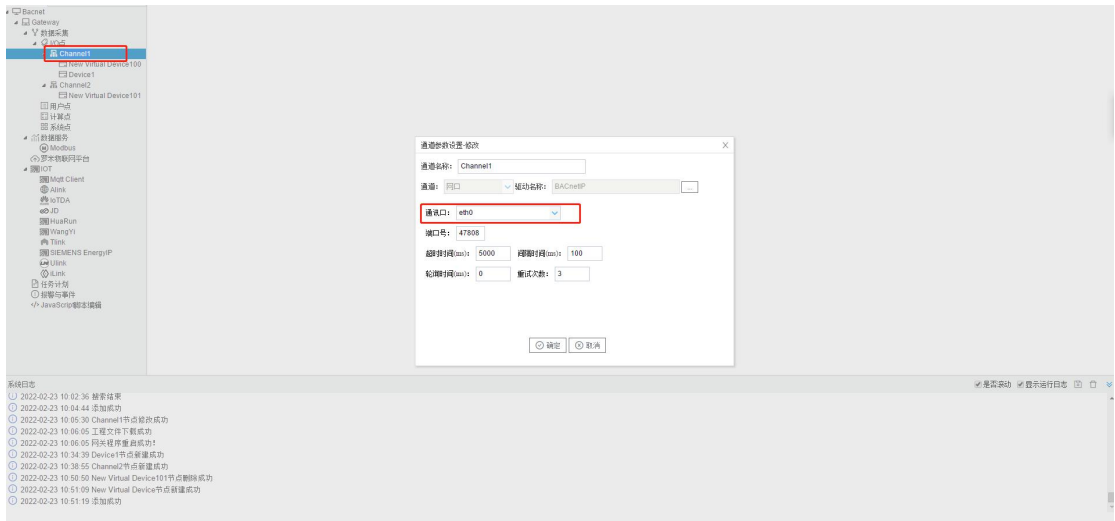 Bacnet
Gateway
数据采集
I/Os
Channel1
New Virtual Device100
Device1
Channel2
New Virtual Device101
用户点
计算点
系统点
数据服务
Modbus
罗米物联网平台
IOT
Mqtt Client
Alink
IoTDA
JD
HuaRun
WangYi
Tlink
SIEMENS EnergyIP
Ulink
iLink
任务计划
报警与事件
JavaScript脚本编辑
通道参数设置-修改
通道名称: Channel1
通道: 网口 驱动名称: BACnetIP ...
通讯口: eth0
端口号: 47808
超时时间(ms): 5000 间隔时间(ms): 100
轮询时间(ms): 0 重试次数: 3
确定 取消
系统日志 是否滚动 显示运行日志
2022-02-23 10:02:36 搜索结束
2022-02-23 10:04:44 添加成功
2022-02-23 10:05:30 Channel1节点修改成功
2022-02-23 10:06:05 工程文件下载成功
2022-02-23 10:06:05 网关程序重启成功!
2022-02-23 10:34:39 Device1节点新建成功
2022-02-23 10:38:55 Channel2节点新建成功
2022-02-23 10:50:50 New Virtual Device101节点删除成功
2022-02-23 10:51:09 New Virtual Device节点新建成功
2022-02-23 10:51:19 添加成功